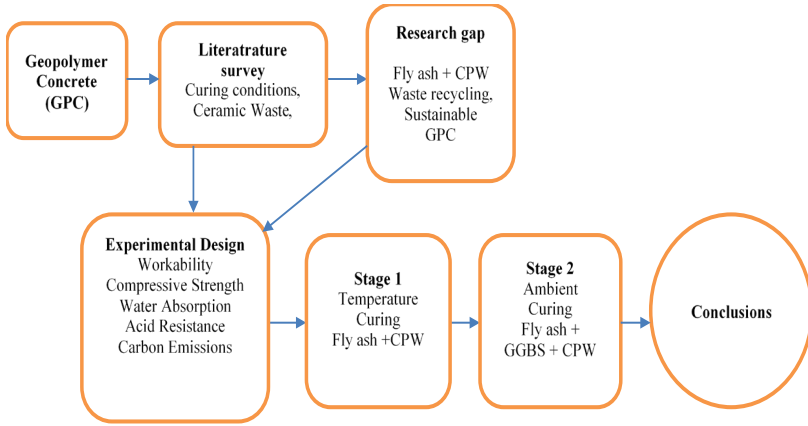 Geopolymer
Concrete
(GPC)
Literatrature
survey
Curing conditions,
Ceramic Waste,
Research gap
Fly ash + CPW
Waste recycling,
Sustainable
GPC
Experimental Design
Workability
Compressive Strength
Water Absorption
Acid Resistance
Carbon Emissions
Stage 1
Temperature
Curing
Fly ash +CPW
Stage 2
Ambient
Curing
Fly ash +
GGBS + CPW
Conclusions